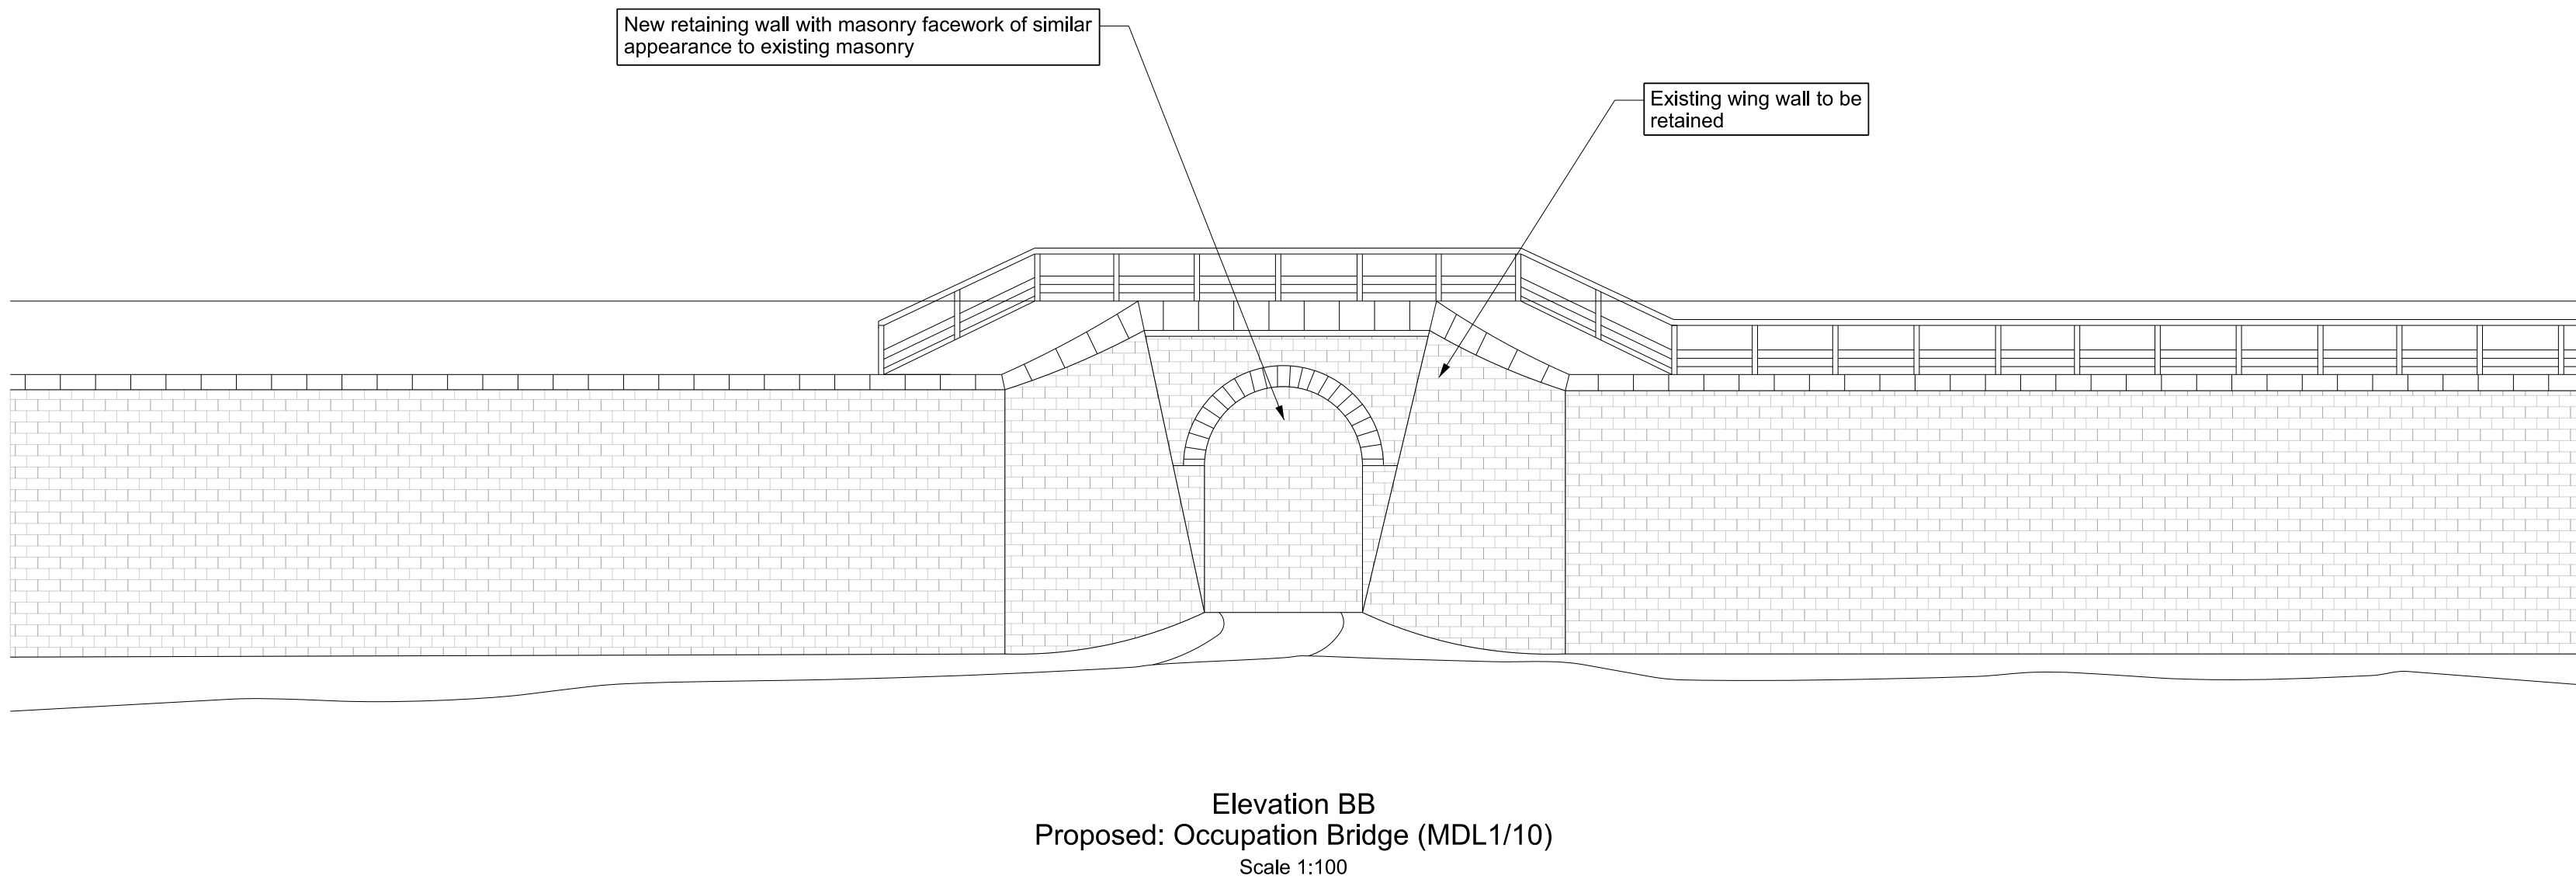 New retaining wall with masonry facework of similar
appearance to existing masonry
Existing wing wall to be
retained
Elevation BB
Proposed: Occupation Bridge (MDL1/10)
Scale 1:100